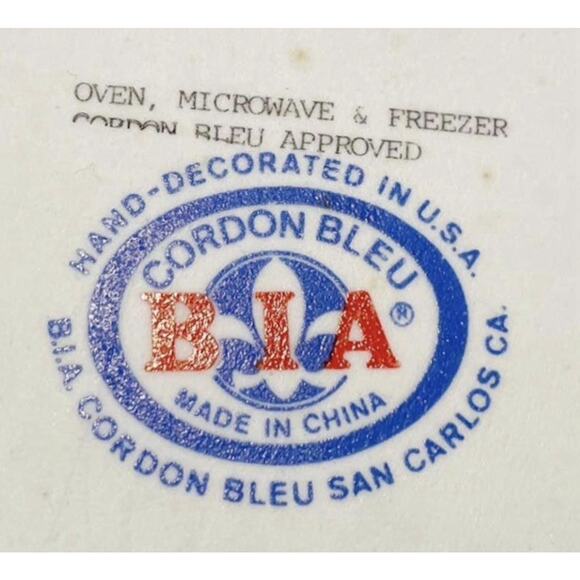 OVEN, MICROWAVE & FREEZER
CORDON BLEU APPROVED
HAND-DECORATED IN U.S.A.
CORDON BLEU
B.I.A ®
MADE IN CHINA
B.I.A. CORDON BLEU SAN CARLOS CA.